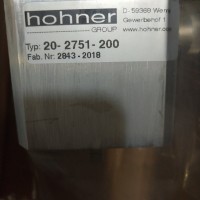 hohner
GROUP
D- 59368 Werne
Gewerbehof 1
www.hohner.com
Typ: 20- 2751- 200
Fab. Nr: 2843 - 2018